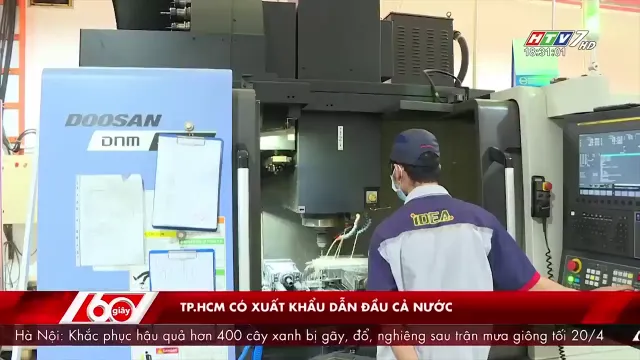 HTV7 HD
18:31:01
DOOSAN
DNM
iDEA
60 giây
TP.HCM CÓ XUẤT KHẨU DẪN ĐẦU CẢ NƯỚC
Hà Nội: Khắc phục hậu quả hơn 400 cây xanh bị gãy, đổ, nghiêng sau trận mưa giông tối 20/4